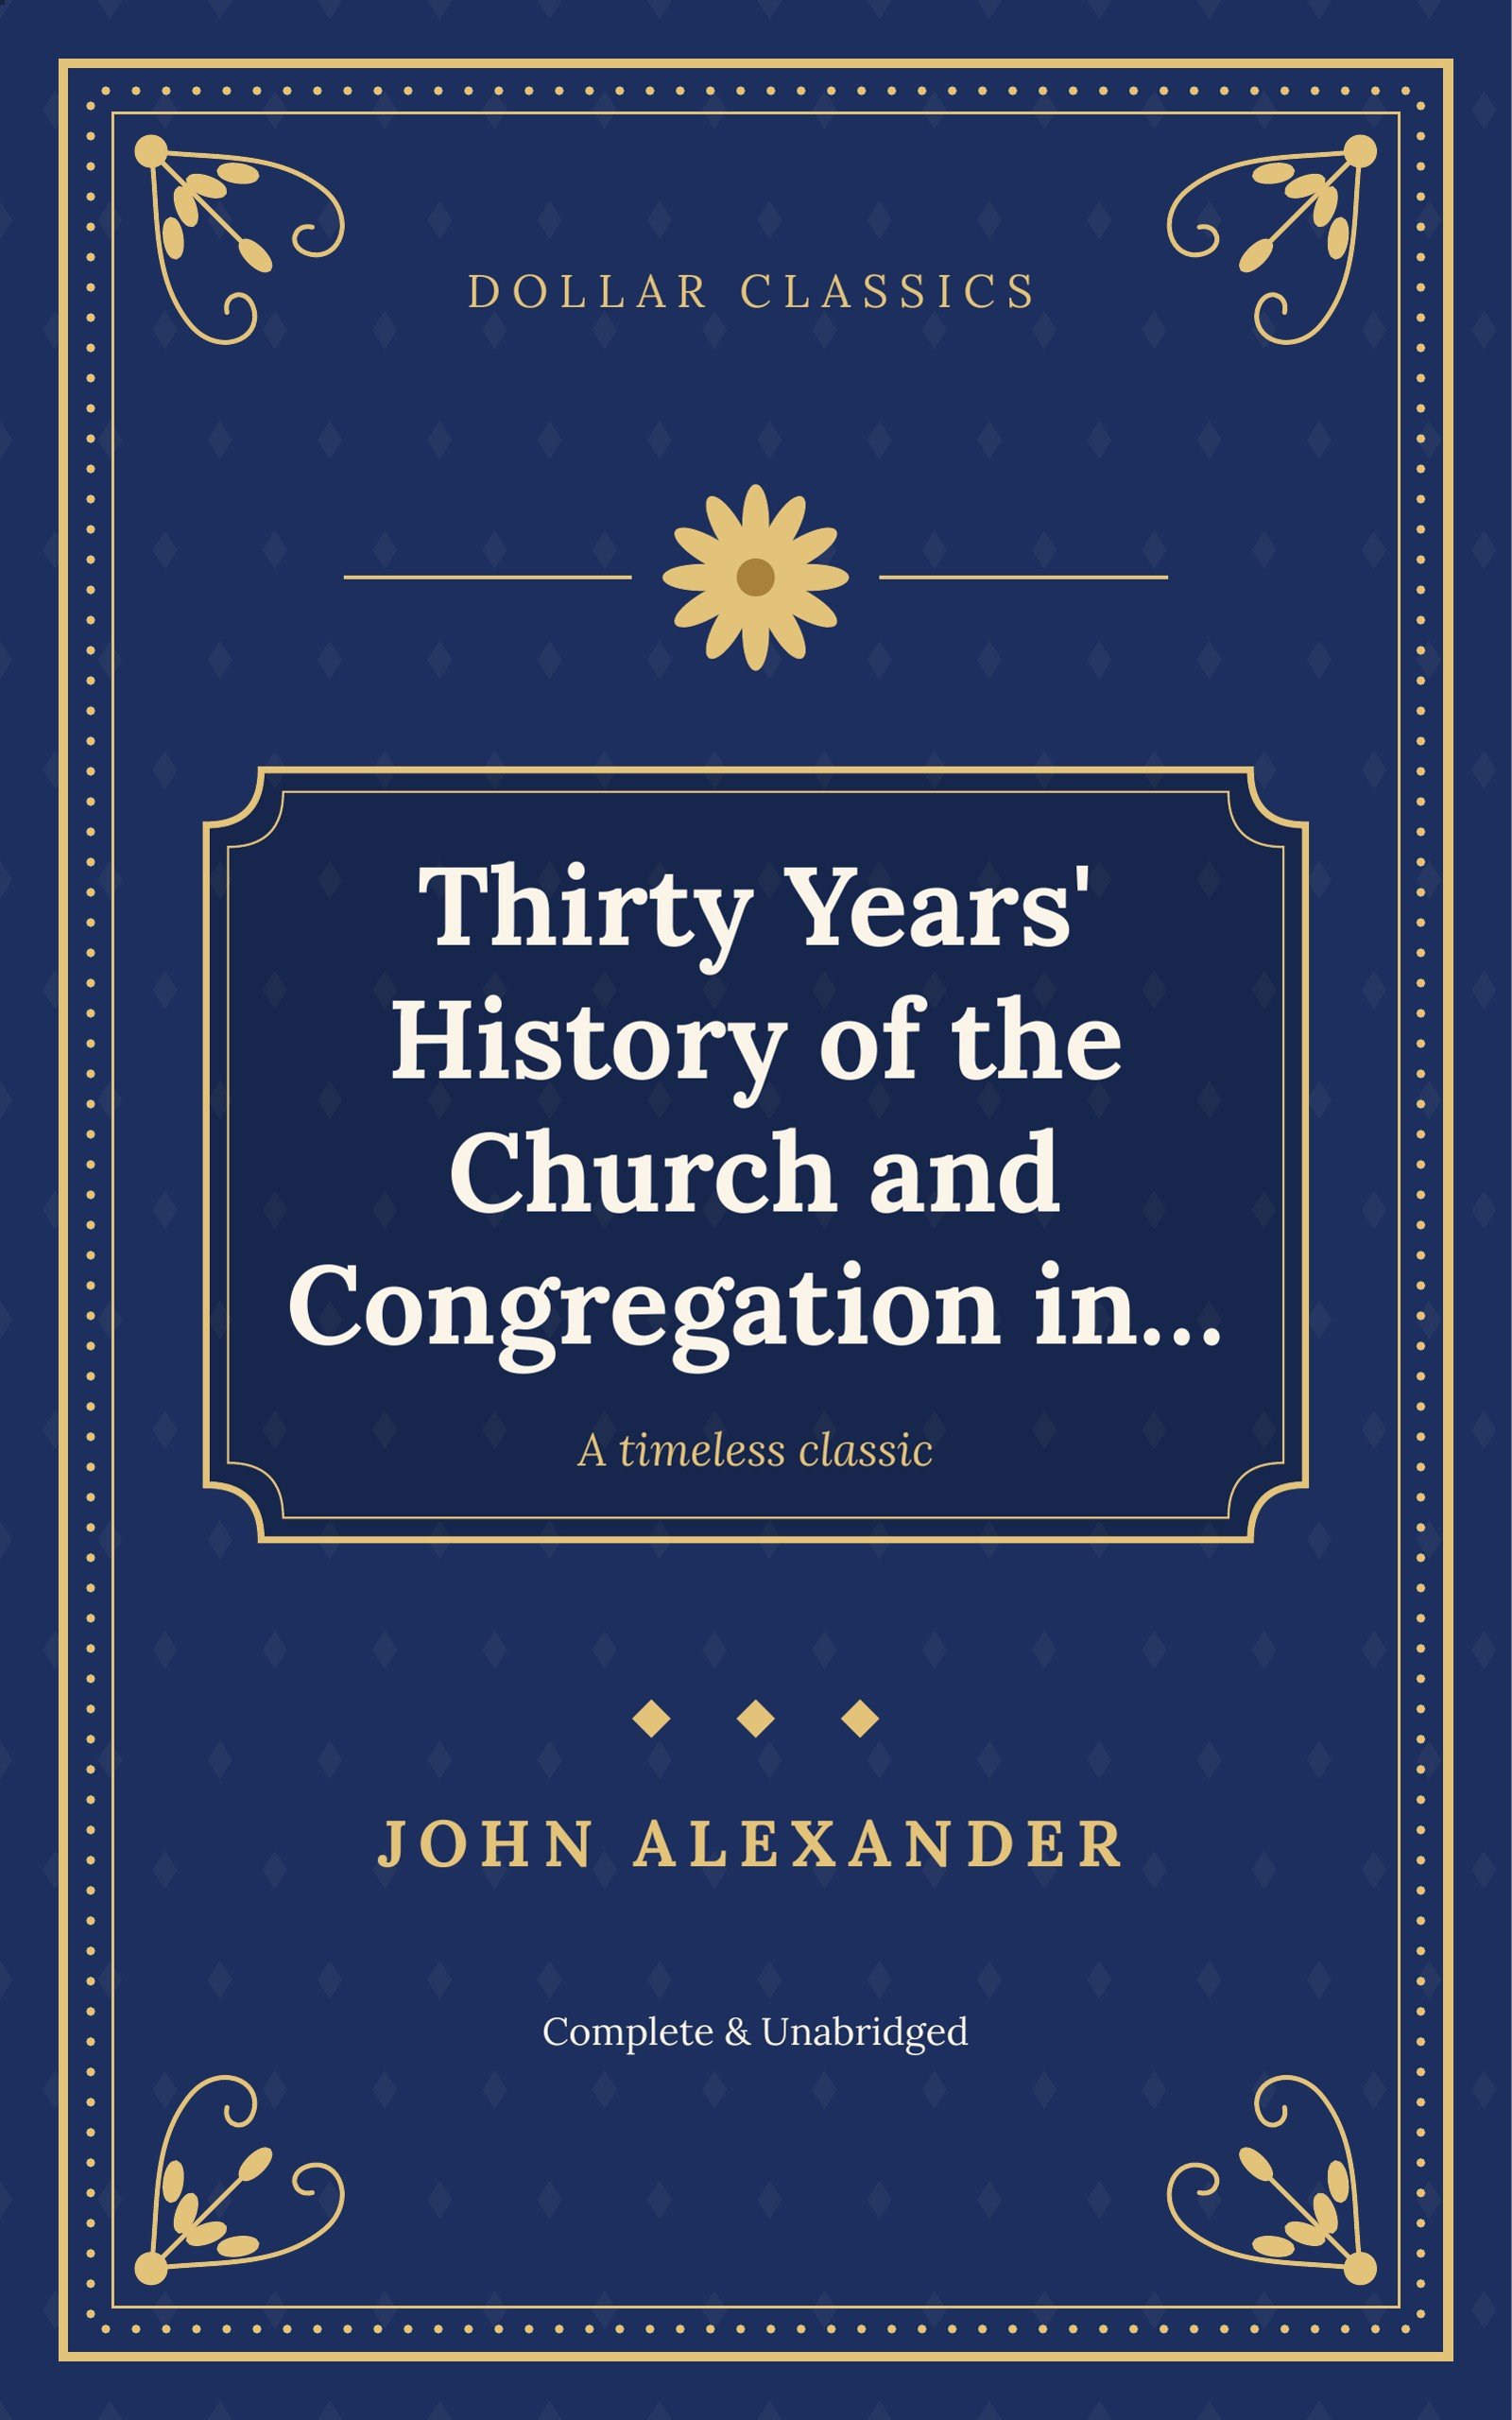 DOLLAR CLASSICS
Thirty Years'
History of the
Church and
Congregation in...
A timeless classic
JOHN ALEXANDER
Complete & Unabridged